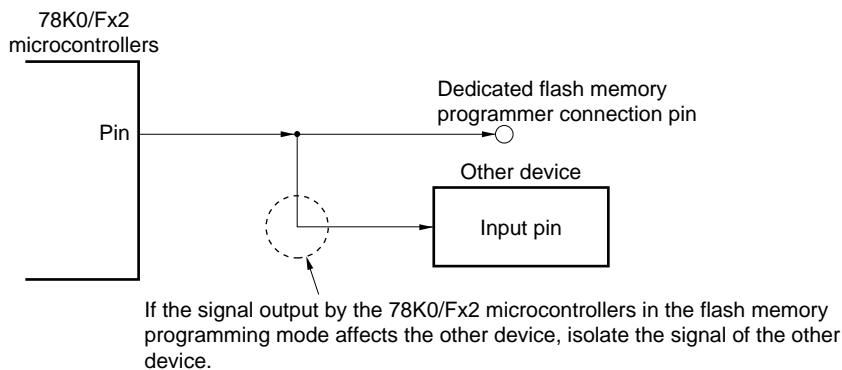 78K0/Fx2
microcontrollers
Pin
Dedicated flash memory
programmer connection pin
Other device
Input pin
If the signal output by the 78K0/Fx2 microcontrollers in the flash memory
programming mode affects the other device, isolate the signal of the other
device.